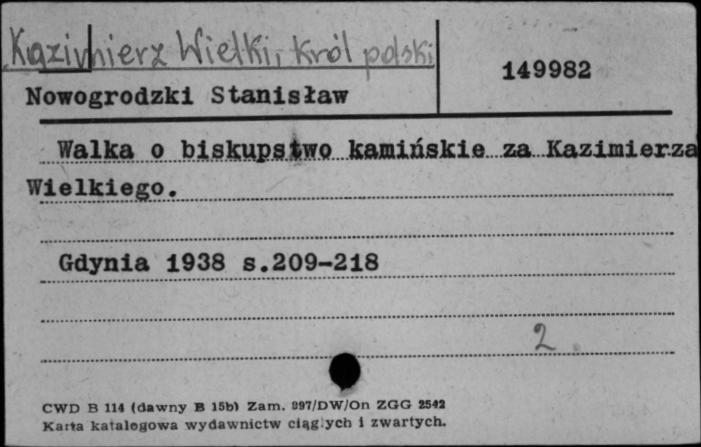 Kazimierz Wielki, król polski
149982
Nowogrodzki Stanisław
Walka o biskupstwo kamińskie za Kazimierza
Wielkiego.
Gdynia 1938 s.209-218
2
CWD B 114 (dawny B 15b) Zam. 897/DW/On ZGG 2542
Karta katalogowa wydawnictw ciągłych i zwartych.